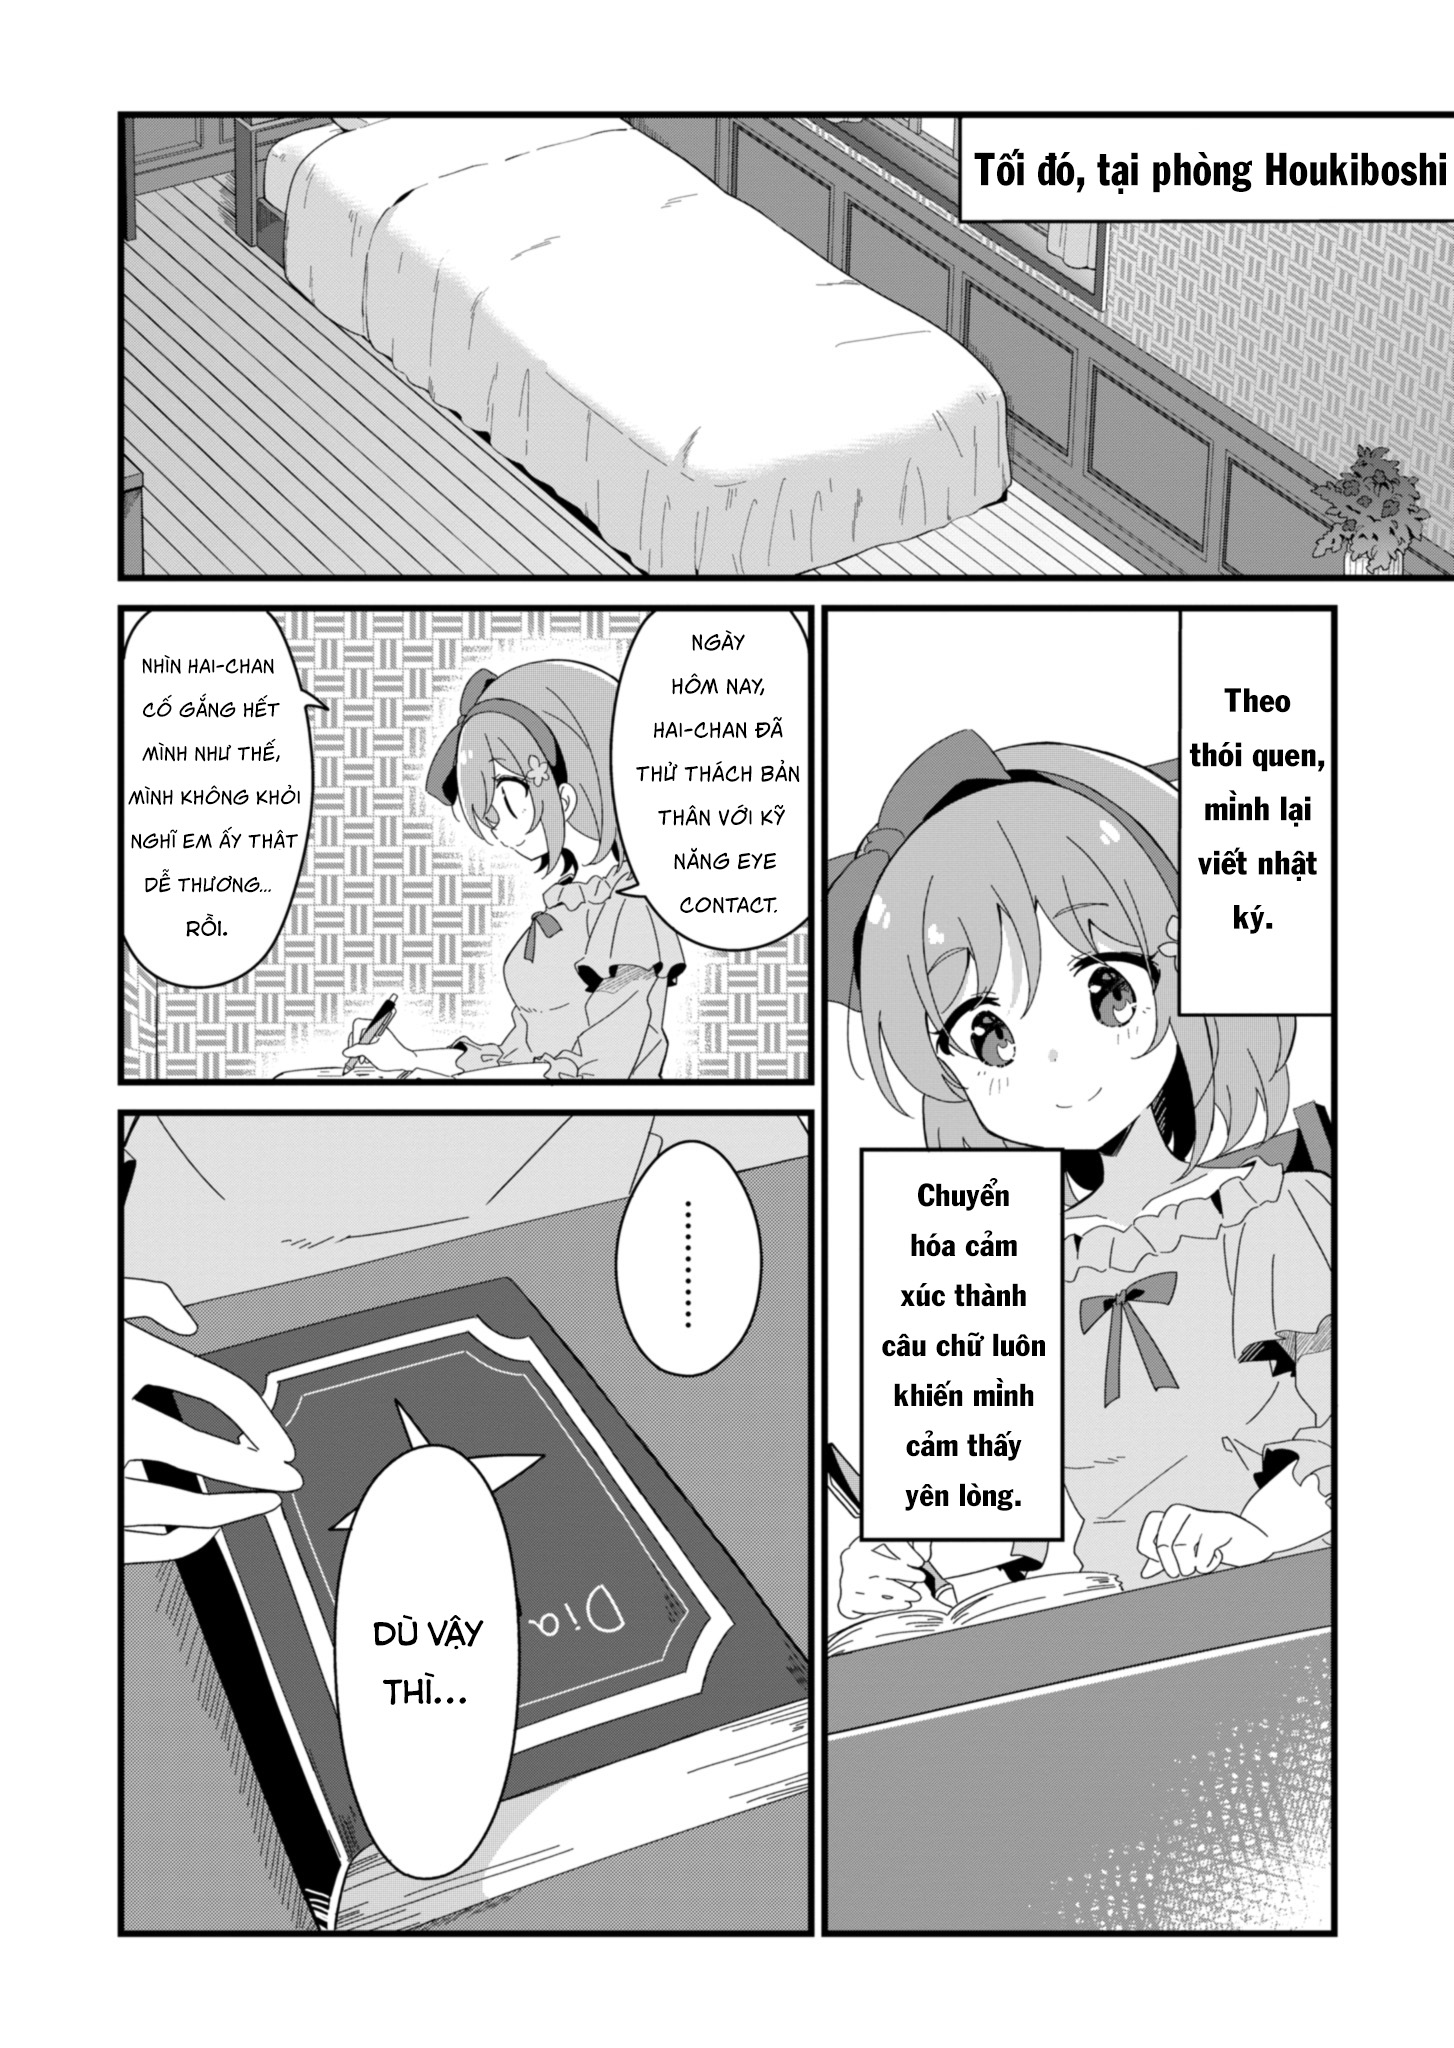 Tối đó, tại phòng Houkiboshi
Theo
thói quen,
mình lại
viết nhật
ký.
Chuyển
hóa cảm
xúc thành
câu chữ luôn
khiến mình
cảm thấy
yên lòng.
NGÀY
HÔM NAY,
HAI-CHAN ĐÃ
THỬ THÁCH BẢN
THÂN VỚI KỸ
NĂNG EYE
CONTACT.
NHÌN HAI-CHAN
CỐ GẮNG HẾT
MÌNH NHƯ THẾ,
MÌNH KHÔNG KHỎI
NGHĨ EM ẤY THẬT
DỄ THƯƠNG...
RỒI.
..........
Dia
DÙ VẬY
THÌ...